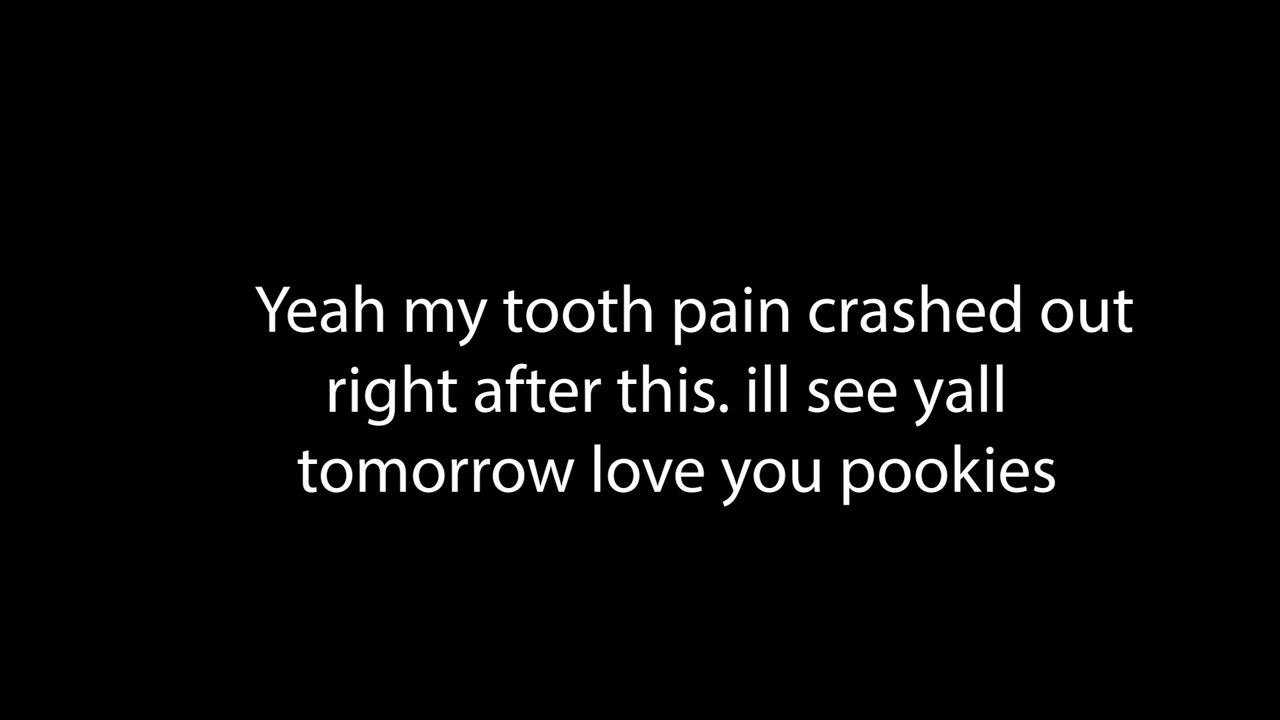 Yeah my tooth pain crashed out
right after this. ill see yall
tomorrow love you pookies